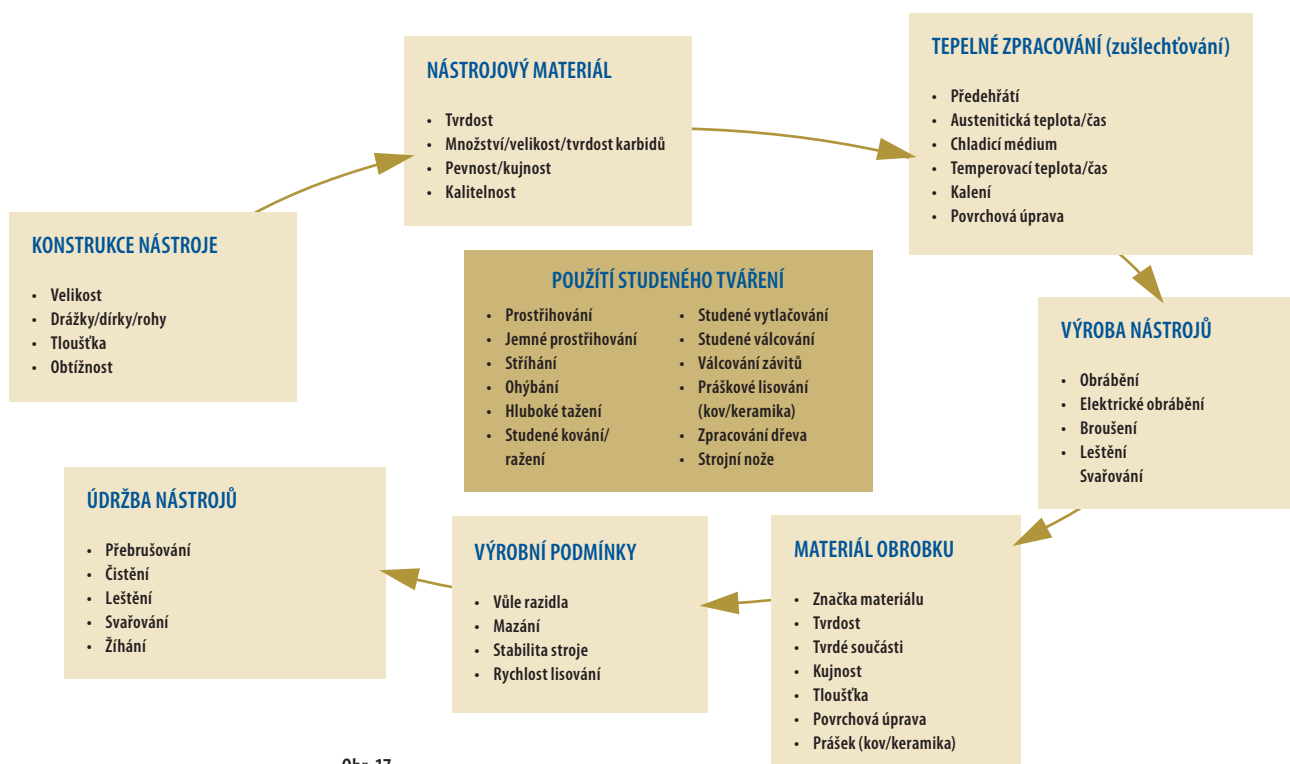 KONSTRUKCE NÁSTROJE
• Velikost
• Drážky/dírky/rohy
• Tloušťka
• Obtížnost
NÁSTROJOVÝ MATERIÁL
• Tvrdost
• Množství/velikost/tvrdost karbidů
• Pevnost/kujnost
• Kalitelnost
TEPELNÉ ZPRACOVÁNÍ (zušlechťování)
• Předehřátí
• Austenitická teplota/čas
• Chladicí médium
• Temperovací teplota/čas
• Kalení
• Povrchová úprava
VÝROBA NÁSTROJŮ
• Obrábění
• Elektrické obrábění
• Broušení
• Leštění
Svařování
MATERIÁL OBROBKU
• Značka materiálu
• Tvrdost
• Tvrdé součásti
• Kujnost
• Tloušťka
• Povrchová úprava
• Prášek (kov/keramika)
VÝROBNÍ PODMÍNKY
• Vůle razidla
• Mazání
• Stabilita stroje
• Rychlost lisování
ÚDRŽBA NÁSTROJŮ
• Přebrušování
• Čistění
• Leštění
• Svařování
• Žíhání
POUŽÍTÍ STUDENÉHO TVÁŘENÍ
• Prostřihování
• Jemné prostřihování
• Stříhání
• Ohýbání
• Hluboké tažení
• Studené kování/
ražení
• Studené vytlačování
• Studené válcování
• Válcování závitů
• Práškové lisování
(kov/keramika)
• Zpracování dřeva
• Strojní nože
Obr. 17